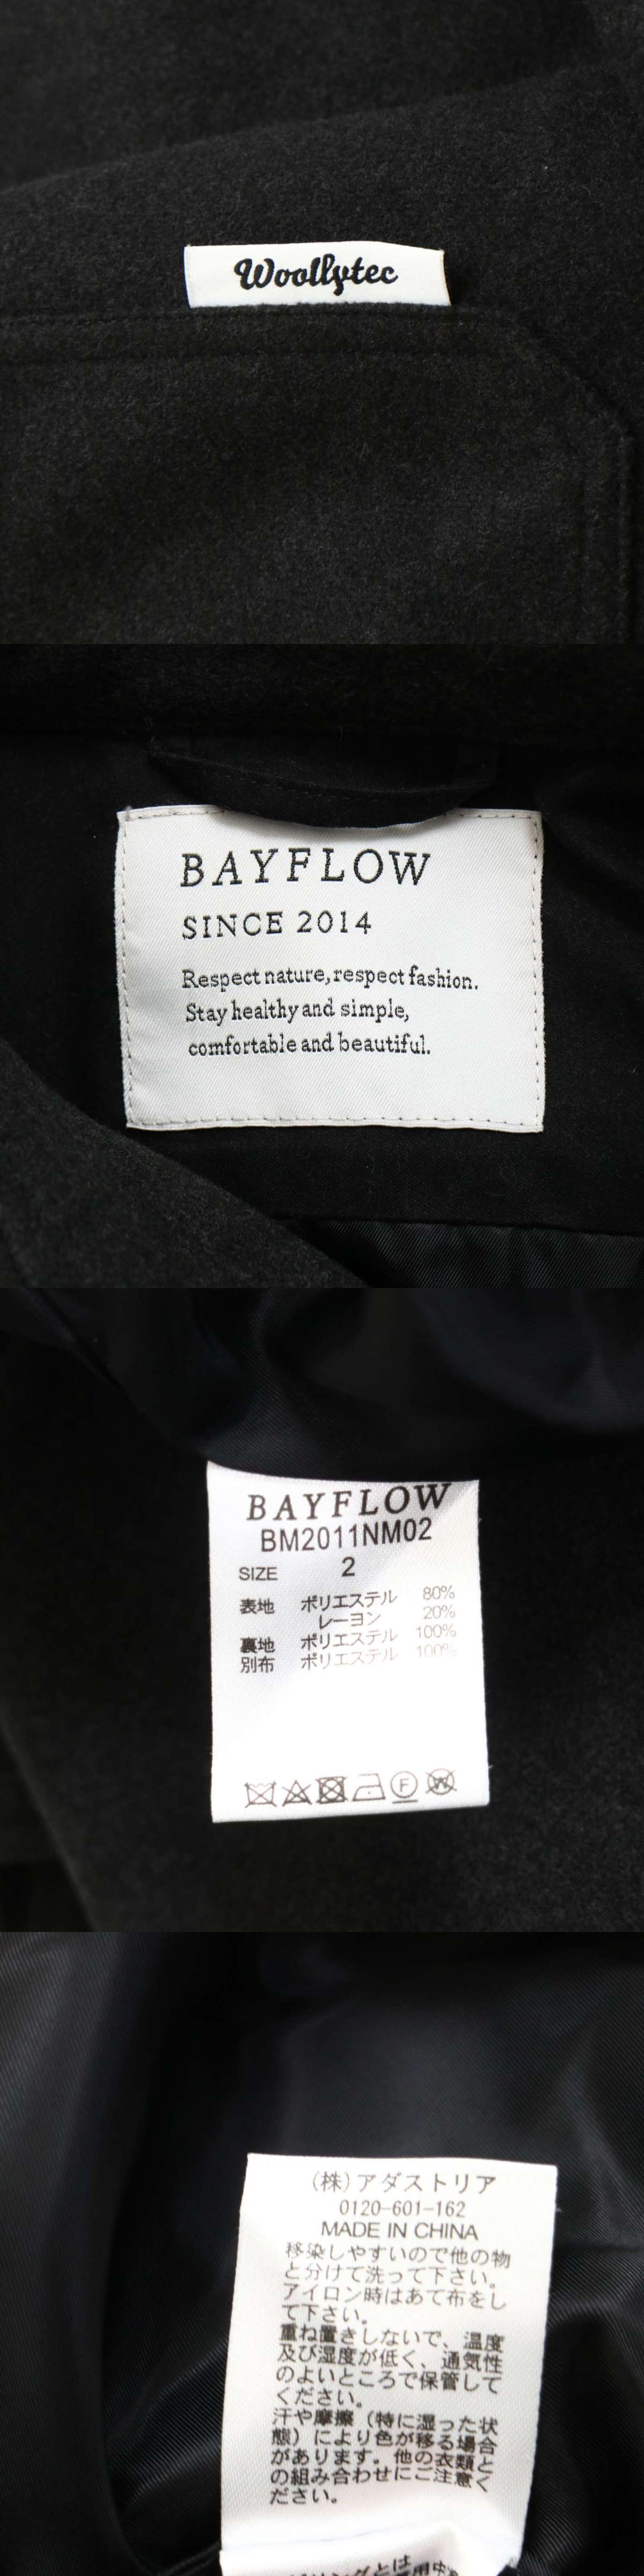 Woollytec
BAYFLOW
SINCE 2014
Respect nature, respect fashion.
Stay healthy and simple,
comfortable and beautiful.
BAYFLOW
BM2011NM02
SIZE 2
表地 ポリエステル 80%
レーヨン 20%
裏地 ポリエステル 100%
別布 ポリエステル 100%
F W
(株)アダストリア
0120-601-162
MADE IN CHINA
移染しやすいので他の物
と分けて洗って下さい。
アイロン時はあて布をし
て下さい。
重ね置きしないで、温度
及び湿度が低く、通気性
のよいところで保管して
ください。
汗や摩擦(特に湿った状
態)により色が移る場合
があります。他の衣類と
の組み合わせにご注意く
ださい。